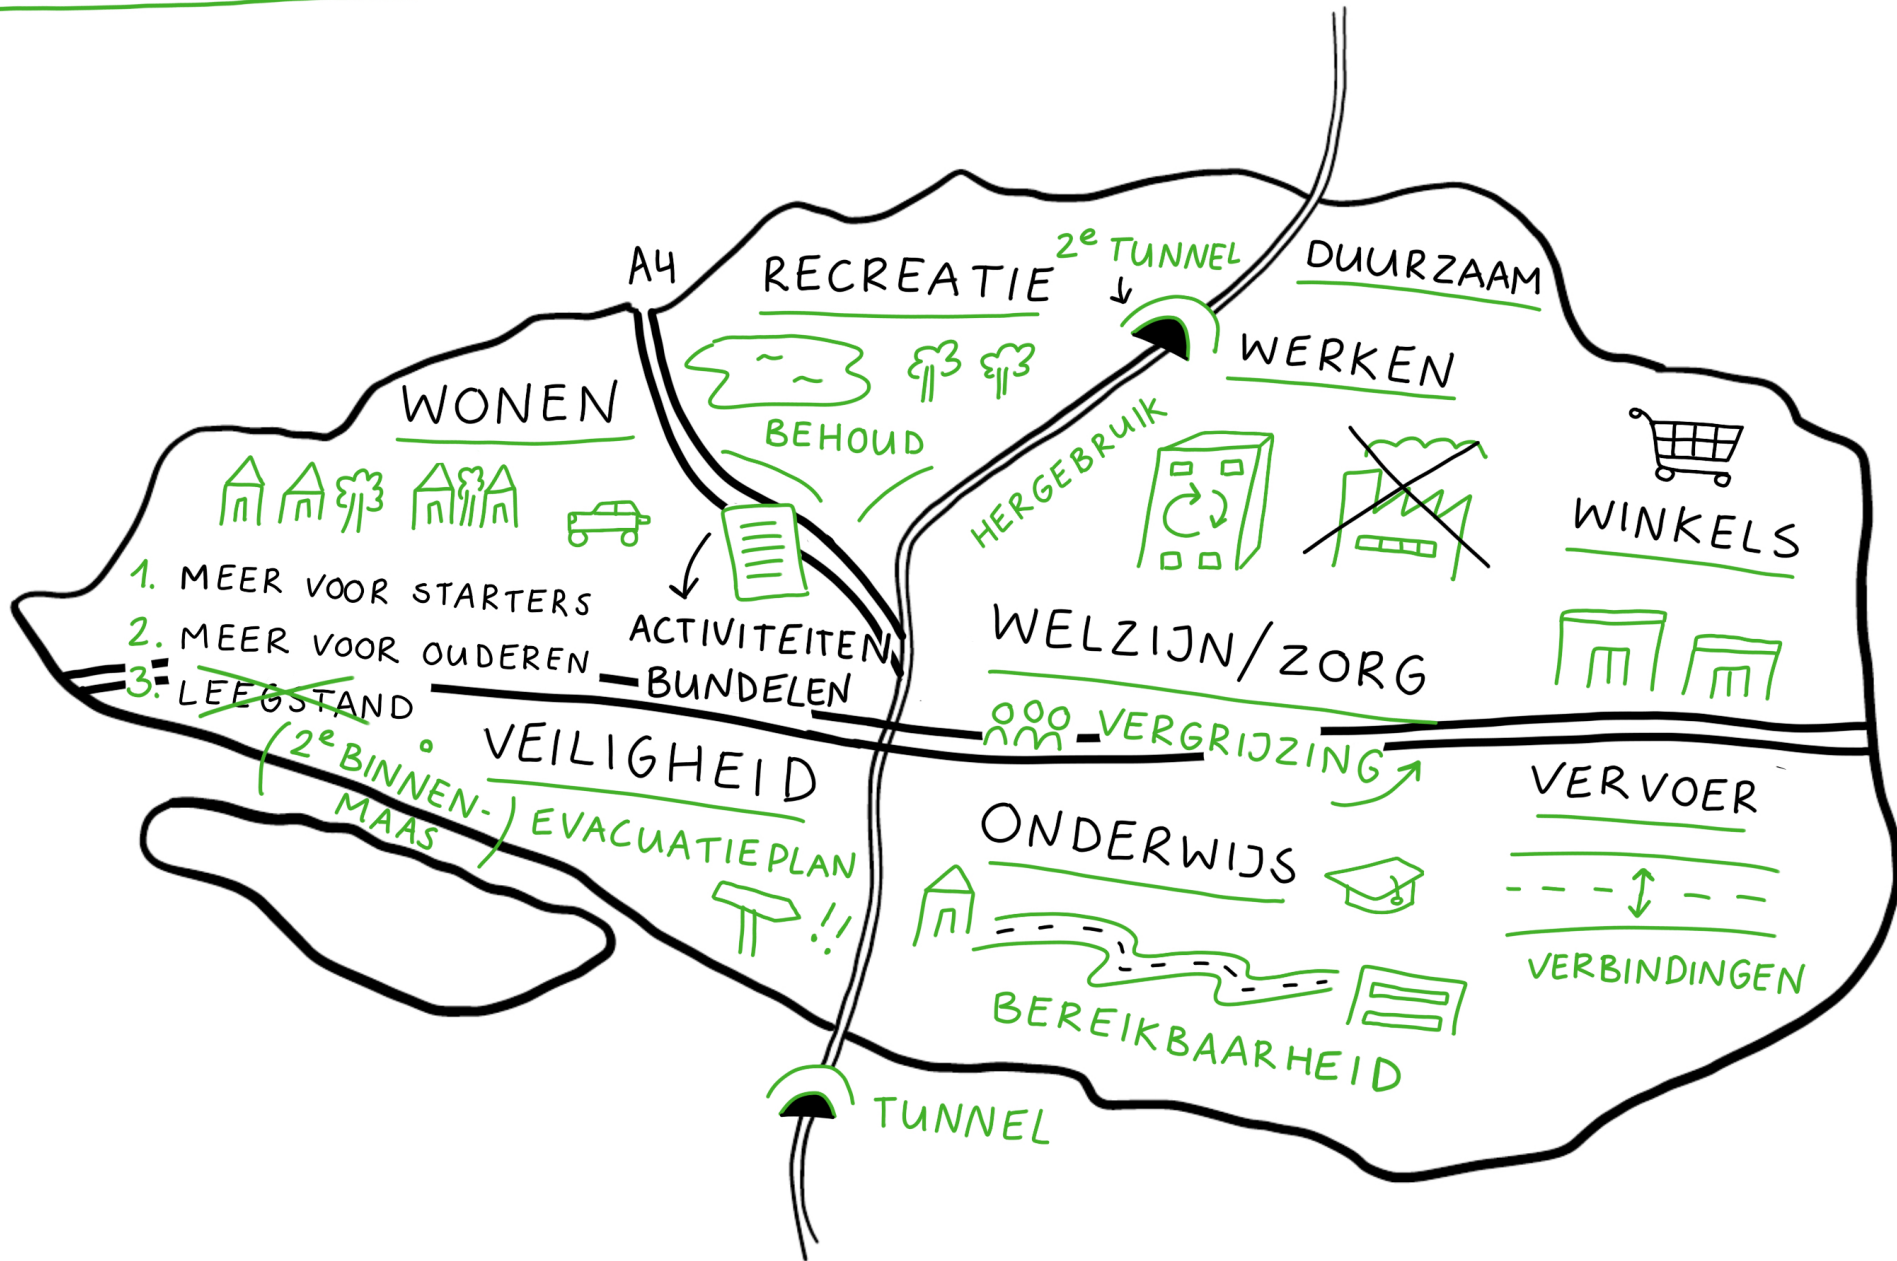 A4
RECREATIE
2e TUNNEL
DUURZAAM
WERKEN
WONEN
BEHOUD
HERGEBRUIK
WINKELS
1. MEER VOOR STARTERS
2. MEER VOOR OUDEREN
3. LEEGSTAND
ACTIVITEITEN
BUNDELEN
WELZIJN/ZORG
VERGRIJZING
(2e BINNEN-
MAAS)
VEILIGHEID
EVACUATIEPLAN
!!
ONDERWIJS
BEREIKBAARHEID
VERVOER
VERBINDINGEN
TUNNEL